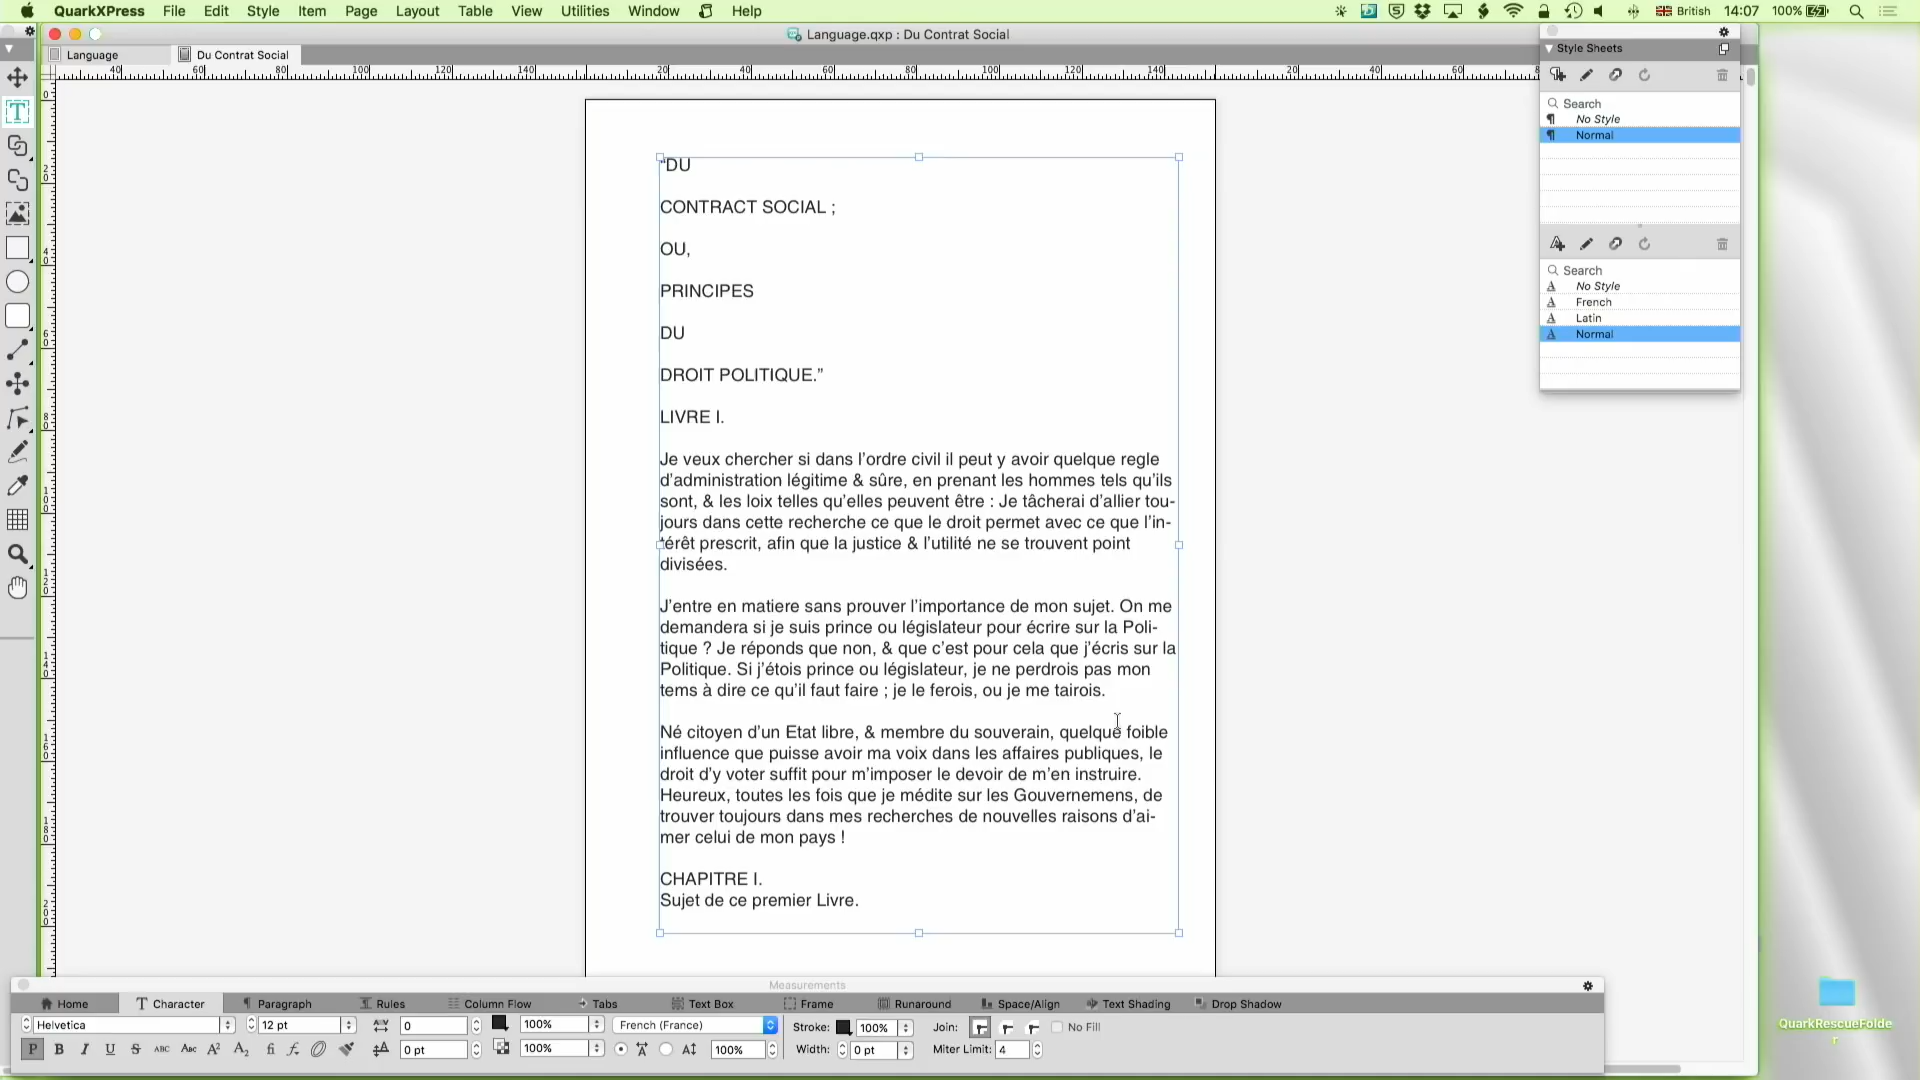 QuarkXPress File Edit Style Item Page Layout Table View Utilities Window Help
British 14:07 100%
Language.qxp : Du Contrat Social
Language
Du Contrat Social
“DU
CONTRACT SOCIAL ;
OU,
PRINCIPES
DU
DROIT POLITIQUE.”
LIVRE I.
Je veux chercher si dans l’ordre civil il peut y avoir quelque regle
d’administration légitime & sûre, en prenant les hommes tels qu’ils
sont, & les loix telles qu’elles peuvent être : Je tâcherai d’allier tou-
jours dans cette recherche ce que le droit permet avec ce que l’in-
térêt prescrit, afin que la justice & l’utilité ne se trouvent point
divisées.
J’entre en matiere sans prouver l’importance de mon sujet. On me
demandera si je suis prince ou législateur pour écrire sur la Poli-
tique ? Je réponds que non, & que c’est pour cela que j’écris sur la
Politique. Si j’étois prince ou législateur, je ne perdrois pas mon
tems à dire ce qu’il faut faire ; je le ferois, ou je me tairois.
Né citoyen d’un Etat libre, & membre du souverain, quelque foible
influence que puisse avoir ma voix dans les affaires publiques, le
droit d’y voter suffit pour m’imposer le devoir de m’en instruire.
Heureux, toutes les fois que je médite sur les Gouvernemens, de
trouver toujours dans mes recherches de nouvelles raisons d’ai-
mer celui de mon pays !
CHAPITRE I.
Sujet de ce premier Livre.
Style Sheets
Search
No Style
Normal
Search
No Style
French
Latin
Normal
QuarkRescueFolde
r
Measurements
Home Character Paragraph Rules Column Flow Tabs Text Box Frame Runaround Space/Align Text Shading Drop Shadow
Helvetica 12 pt 0 100% French (France) Stroke: 100% Join: No Fill
P B I U S ABC Abc A2 A2 fi f 0 pt 100% 100% Width: 0 pt Miter Limit: 4